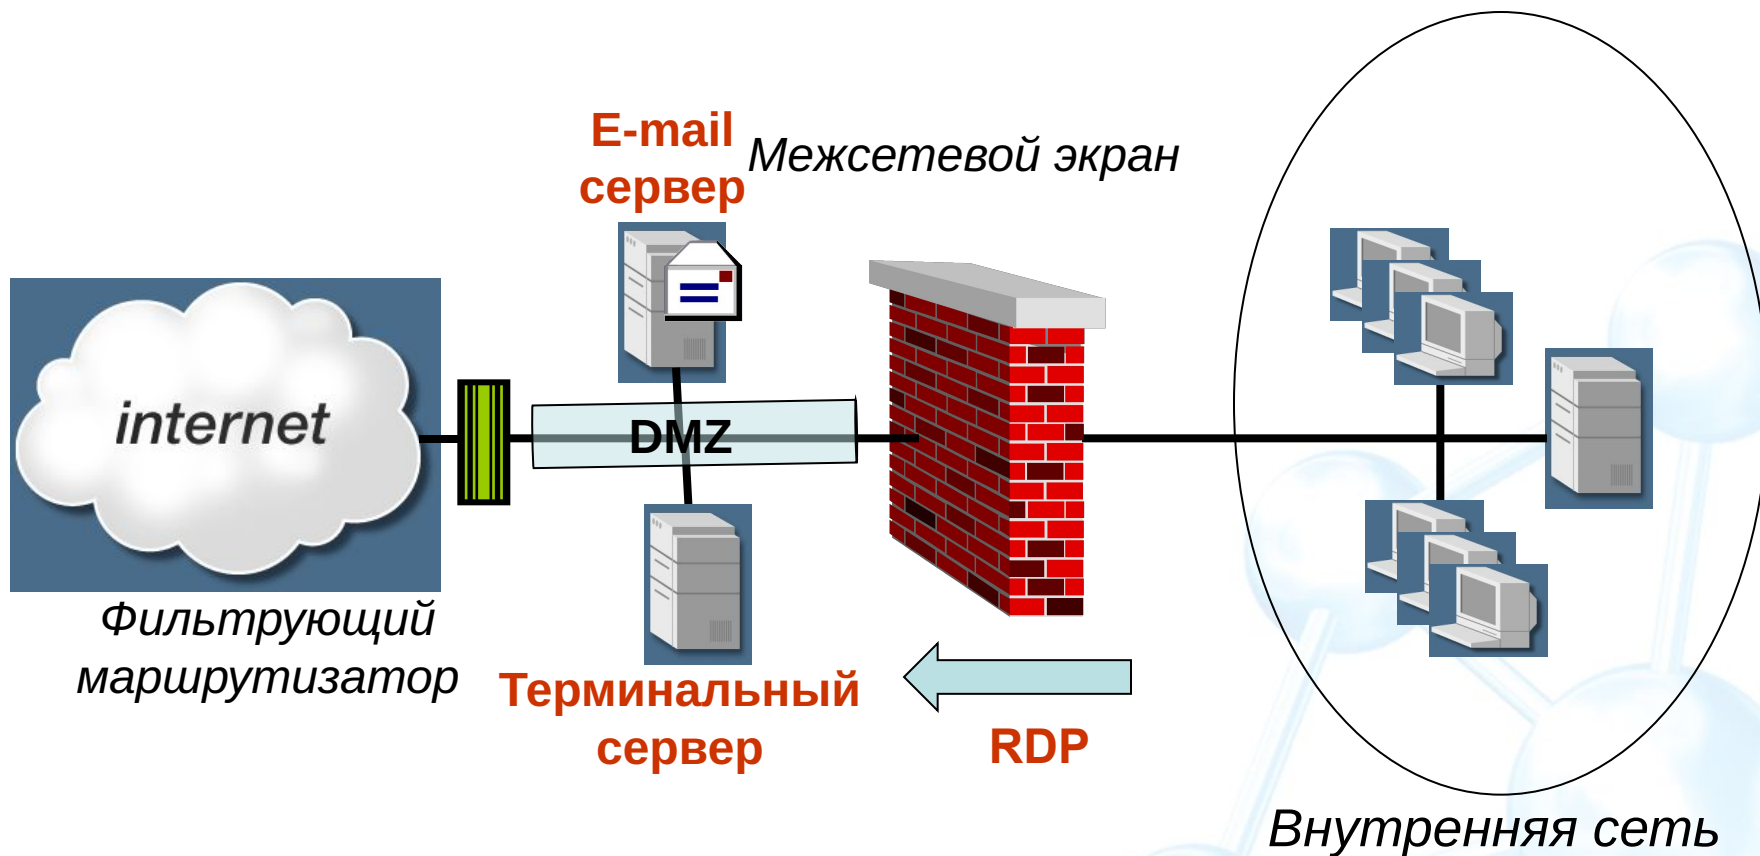 E-mail
сервер
Межсетевой экран
internet
DMZ
Фильтрующий
маршрутизатор
Терминальный
сервер
RDP
Внутренняя сеть